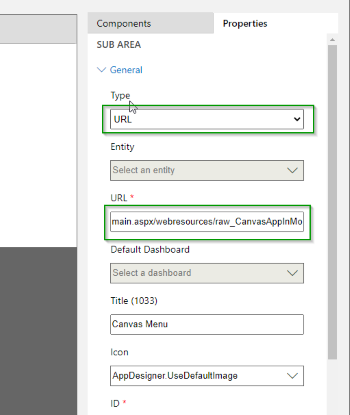 Components
Properties
SUB AREA
General
Type
URL
Entity
Select an entity
URL *
main.aspx/webresources/raw_CanvasAppInMo
Default Dashboard
Select a dashboard
Title (1033)
Canvas Menu
Icon
AppDesigner.UseDefaultImage
ID *